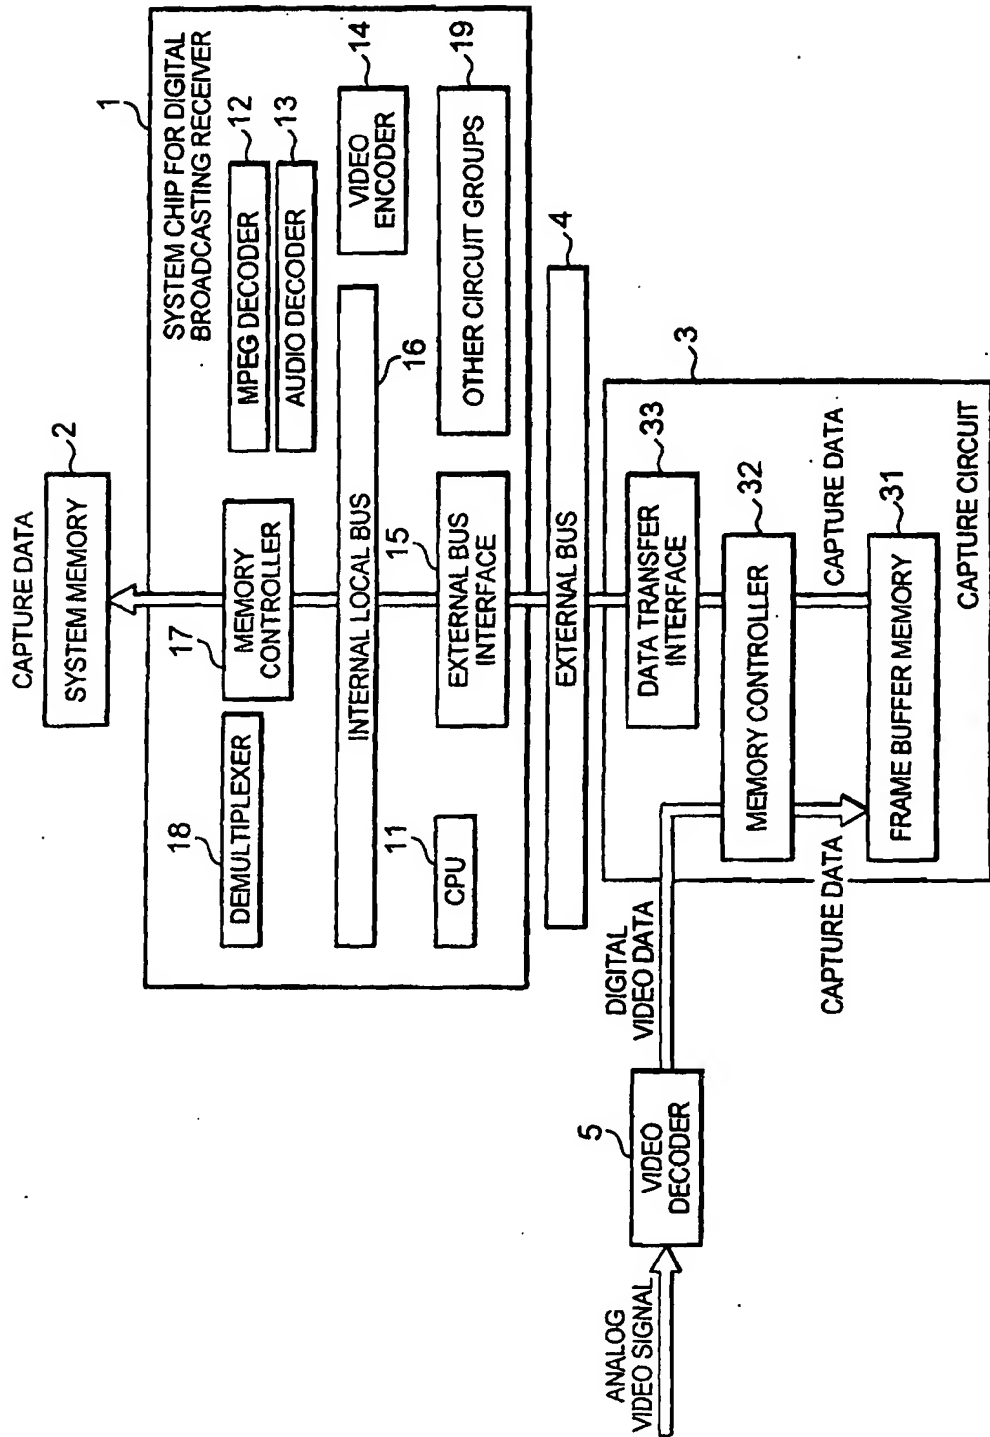 CAPTURE DATA
SYSTEM MEMORY
2
1
SYSTEM CHIP FOR DIGITAL
BROADCASTING RECEIVER
18
DEMULTIPLEXER
17
MEMORY
CONTROLLER
MPEG DECODER
12
AUDIO DECODER
13
INTERNAL LOCAL BUS
16
VIDEO
ENCODER
14
11
CPU
15
EXTERNAL BUS
INTERFACE
OTHER CIRCUIT GROUPS
19
EXTERNAL BUS
4
3
DATA TRANSFER
INTERFACE
33
MEMORY CONTROLLER
32
CAPTURE DATA
CAPTURE DATA
FRAME BUFFER MEMORY
31
CAPTURE CIRCUIT
DIGITAL
VIDEO DATA
5
VIDEO
DECODER
ANALOG
VIDEO SIGNAL